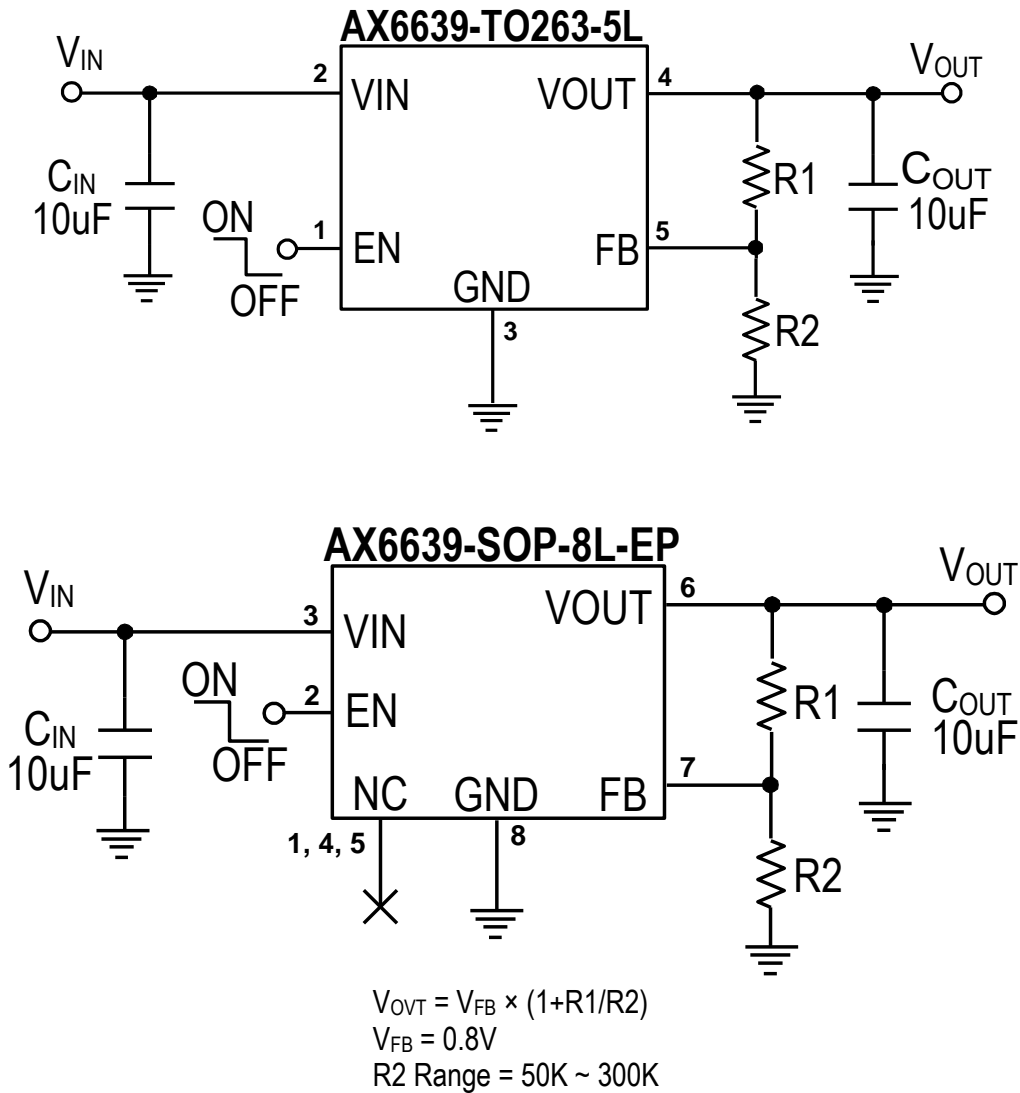 AX6639-TO263-5L
VIN
2
VIN
VOUT
4
VOUT
CIN
10uF
R1
COUT
10uF
ON
OFF
1
EN
FB
5
GND
3
R2
AX6639-SOP-8L-EP
VIN
3
VIN
VOUT
6
VOUT
ON
OFF
2
EN
R1
COUT
10uF
CIN
10uF
NC
GND
FB
7
1, 4, 5
8
R2
VOVT = VFB × (1+R1/R2)
VFB = 0.8V
R2 Range = 50K ~ 300K